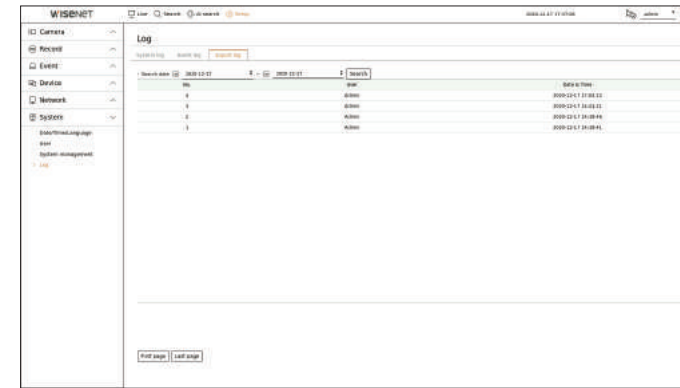 WISENET
Live Search AI search Setup
admin
Camera
Record
Event
Device
Network
System
Date/Time/Language
User
System management
Log
Log
System log Event log Export log
Search date Search
No. User Date & Time
4 Admin
3 Admin
2 Admin
1 Admin
First page Last page